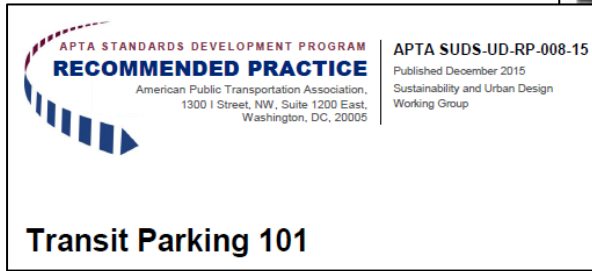 APTA STANDARDS DEVELOPMENT PROGRAM
RECOMMENDED PRACTICE
American Public Transportation Association,
1300 I Street, NW, Suite 1200 East,
Washington, DC, 20005
APTA SUDS-UD-RP-008-15
Published December 2015
Sustainability and Urban Design
Working Group
Transit Parking 101